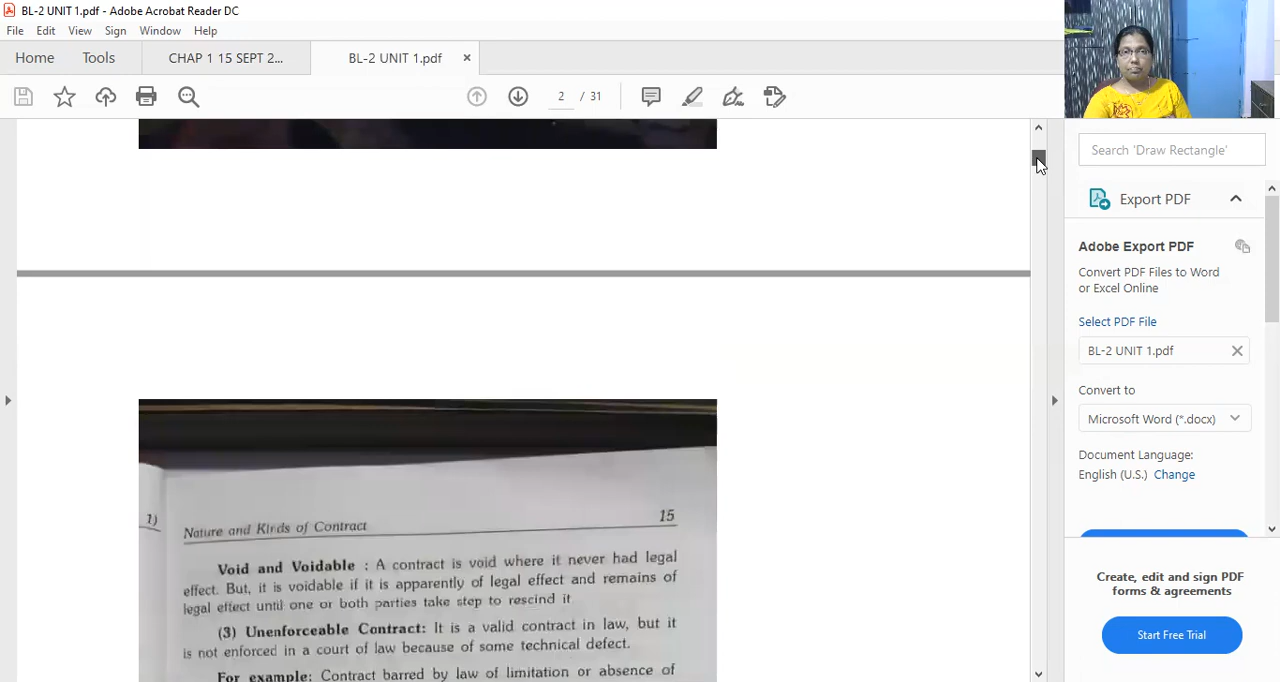 BL-2 UNIT 1.pdf - Adobe Acrobat Reader DC
File Edit View Sign Window Help
Home Tools CHAP 1 15 SEPT 2... BL-2 UNIT 1.pdf ×
2 / 31
Search 'Draw Rectangle'
Export PDF
Adobe Export PDF
Convert PDF Files to Word
or Excel Online
Select PDF File
BL-2 UNIT 1.pdf
Convert to
Microsoft Word (*.docx)
Document Language:
English (U.S.) Change
Create, edit and sign PDF
forms & agreements
Start Free Trial
1)
Nature and Kinds of Contract 15
Void and Voidable : A contract is void where it never had legal
effect. But, it is voidable if it is apparently of legal effect and remains of
legal effect until one or both parties take step to rescind it
(3) Unenforceable Contract: It is a valid contract in law, but it
is not enforced in a court of law because of some technical defect.
For example: Contract barred by law of limitation or absence of